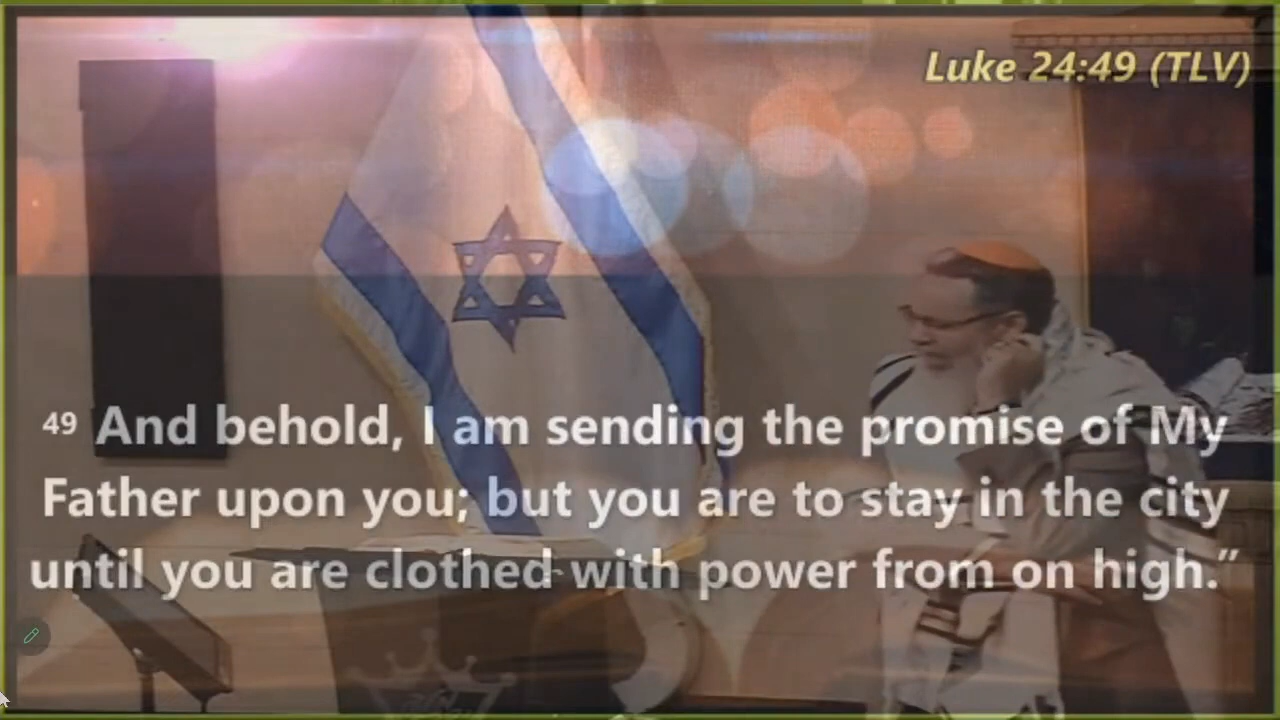 Luke 24:49 (TLV)
49 And behold, I am sending the promise of My
Father upon you; but you are to stay in the city
until you are clothed with power from on high.”